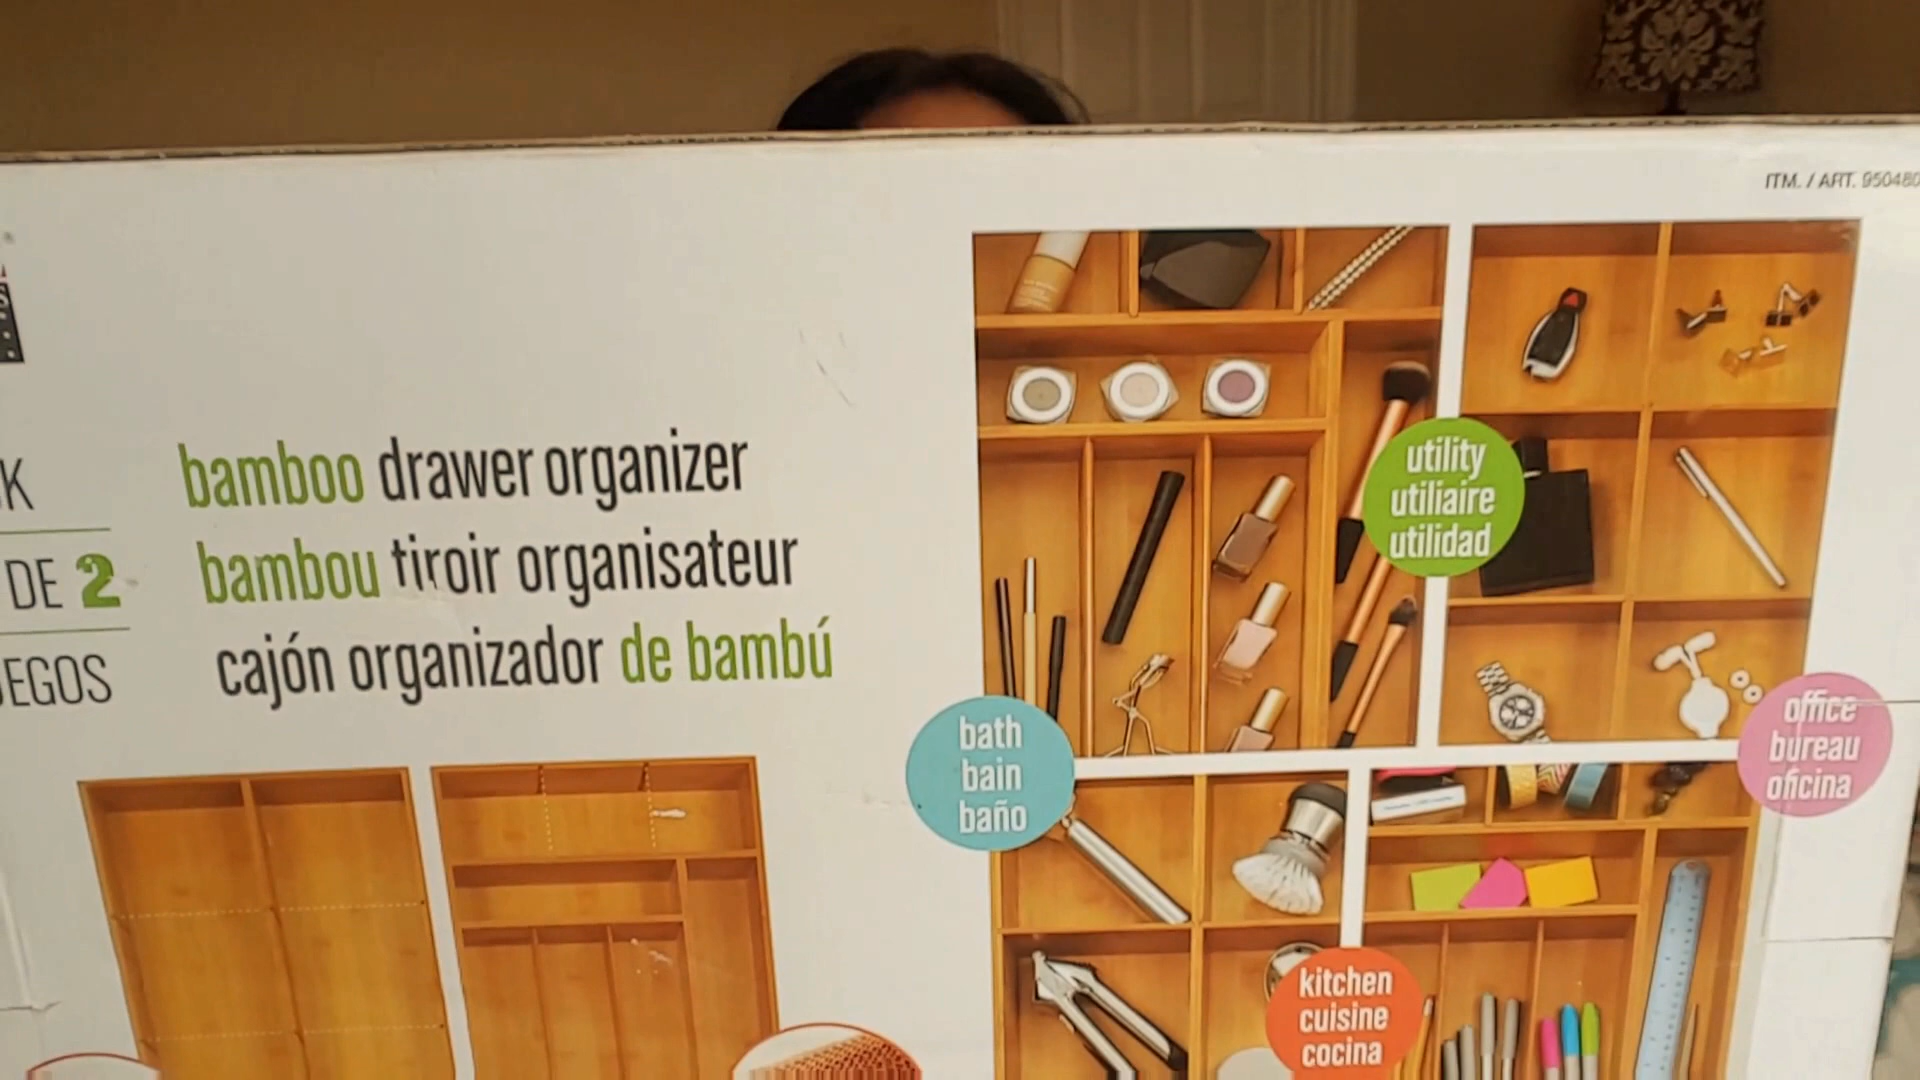 ITM. / ART. 950480
K
DE 2
EGOS
bamboo drawer organizer
bambou tiroir organisateur
cajón organizador de bambú
utility
utiliaire
utilidad
bath
bain
baño
office
bureau
oficina
kitchen
cuisine
cocina